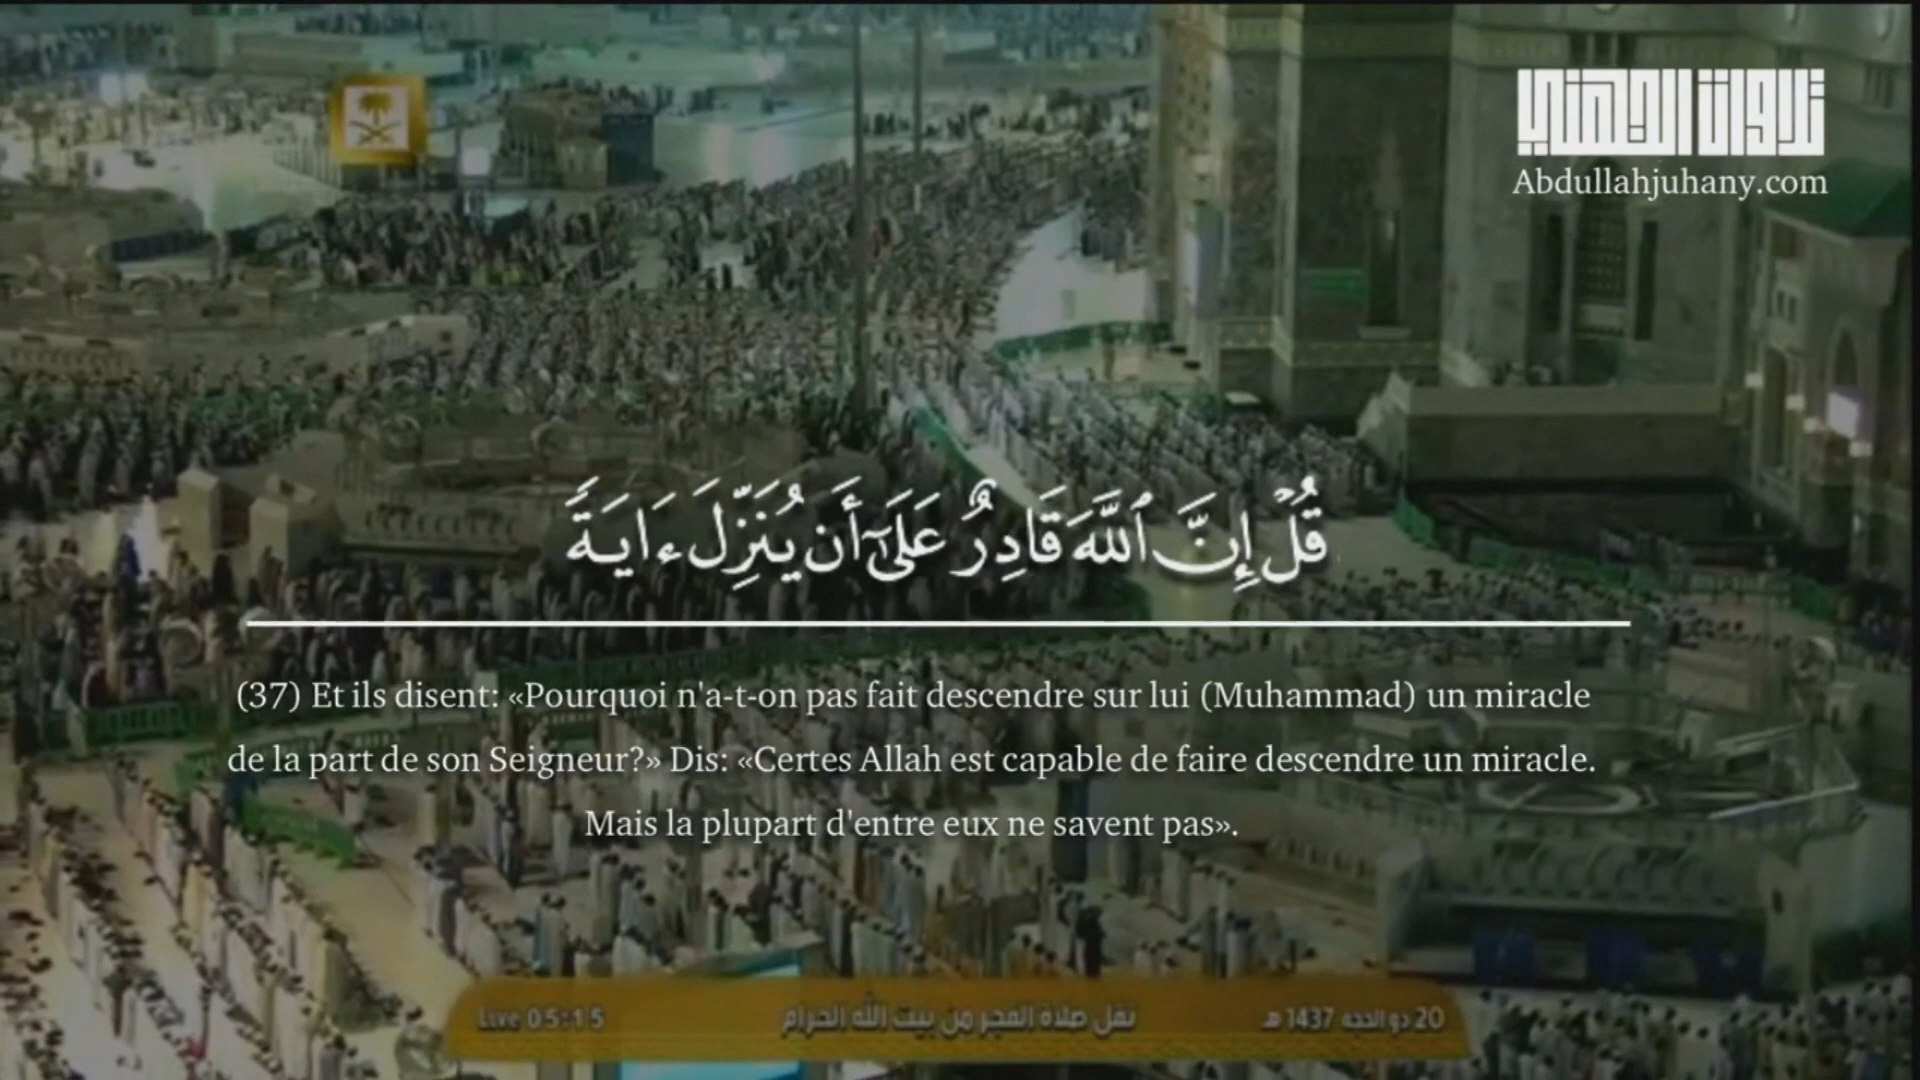 تلاوات الجهني
Abdullahjuhany.com
قُلْ إِنَّ ٱللَّهَ قَادِرٌ عَلَىٰٓ أَن يُنَزِّلَ ءَايَةً
(37) Et ils disent: «Pourquoi n'a-t-on pas fait descendre sur lui (Muhammad) un miracle
de la part de son Seigneur?» Dis: «Certes Allah est capable de faire descendre un miracle.
Mais la plupart d'entre eux ne savent pas».
20 ذو الحجه 1437 هـ نقل صلاة الفجر من بيت الله الحرام Live 05:15